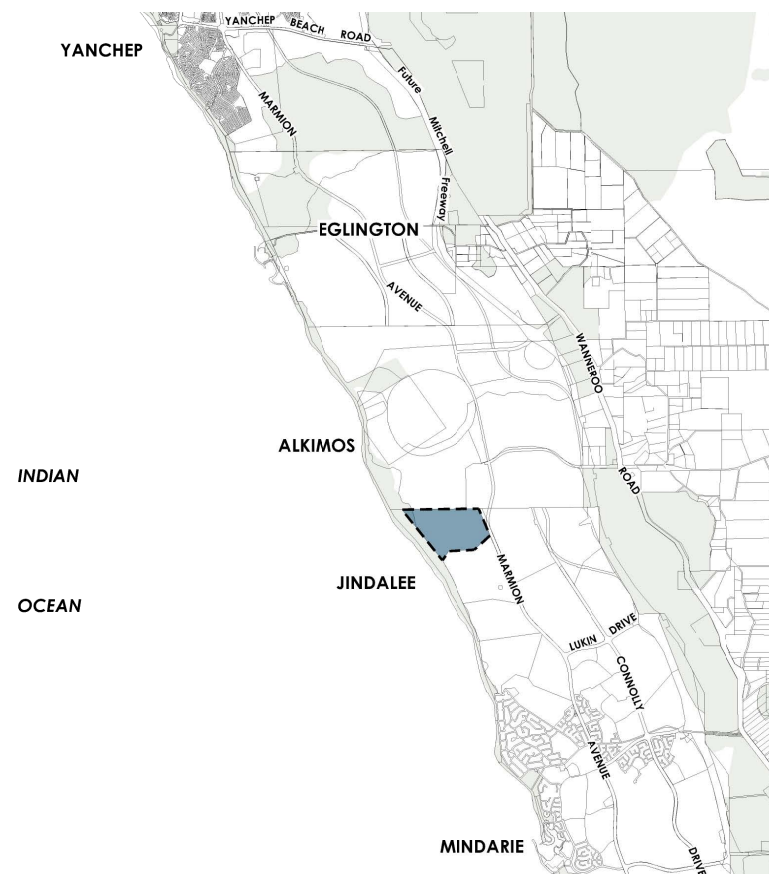 YANCHEP BEACH ROAD
YANCHEP
MARMION
Future Mitchell Freeway
EGLINTON
AVENUE
WANNEROO
ALKIMOS
INDIAN
ROAD
MARMION
JINDALEE
OCEAN
LUKIN DRIVE
CONNOLLY
AVENUE
MINDARIE
DRIVE